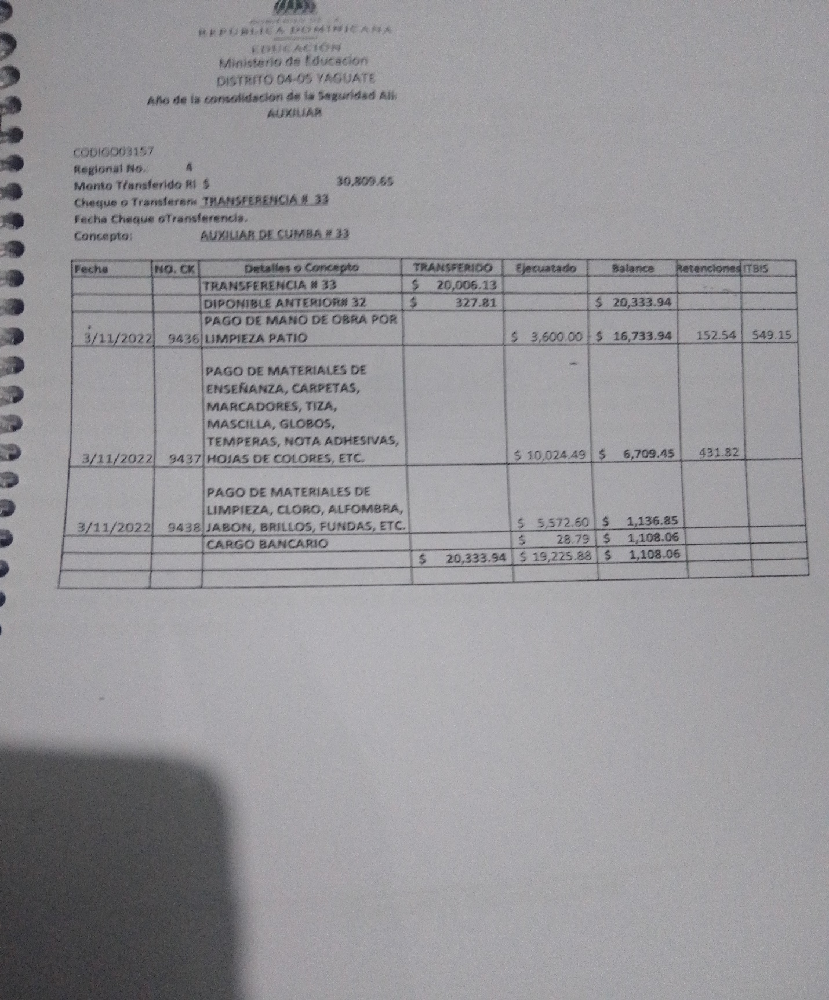 GOBIERNO DE LA
REPÚBLICA DOMINICANA
EDUCACIÓN
Ministerio de Educacion
DISTRITO 04-05 YAGUATE
Año de la consolidacion de la Seguridad Ali
AUXILIAR
CODIGO03157
Regional No. 4
Monto Transferido RI $ 30,809.65
Cheque o Transferen TRANSFERENCIA # 33
Fecha Cheque oTransferencia.
Concepto: AUXILIAR DE CUMBA # 33
Fecha NO. CK Detalles o Concepto TRANSFERIDO Ejecuatado Balance Retenciones ITBIS
TRANSFERENCIA # 33 $ 20,006.13
DIPONIBLE ANTERIOR# 32 $ 327.81 $ 20,333.94
PAGO DE MANO DE OBRA POR
3/11/2022 9436 LIMPIEZA PATIO $ 3,600.00 $ 16,733.94 152.54 549.15
PAGO DE MATERIALES DE
ENSEÑANZA, CARPETAS,
MARCADORES, TIZA,
MASCILLA, GLOBOS,
TEMPERAS, NOTA ADHESIVAS,
3/11/2022 9437 HOJAS DE COLORES, ETC. $ 10,024.49 $ 6,709.45 431.82
PAGO DE MATERIALES DE
LIMPIEZA, CLORO, ALFOMBRA,
3/11/2022 9438 JABON, BRILLOS, FUNDAS, ETC. $ 5,572.60 $ 1,136.85
CARGO BANCARIO $ 28.79 $ 1,108.06
$ 20,333.94 $ 19,225.88 $ 1,108.06